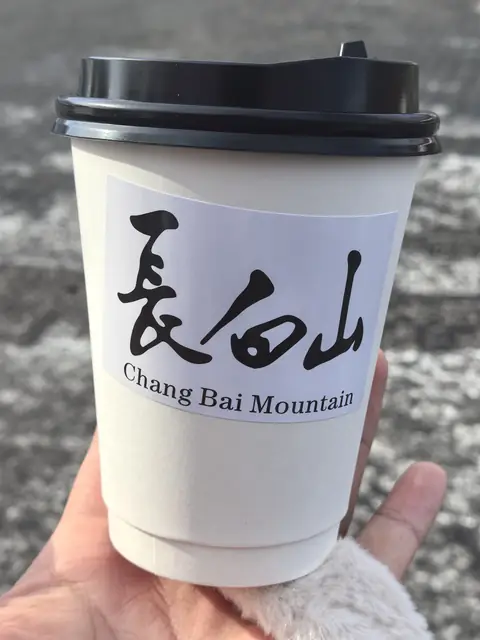 長白山
Chang Bai Mountain